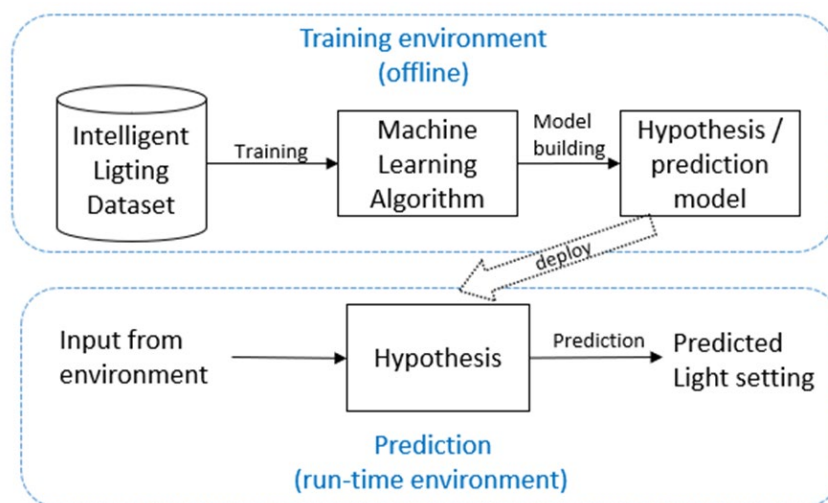 Training environment
(offline)
Intelligent
Ligting
Dataset
Training
Machine
Learning
Algorithm
Model
building
Hypothesis /
prediction
model
deploy
Input from
environment
Hypothesis
Prediction
Predicted
Light setting
Prediction
(run-time environment)